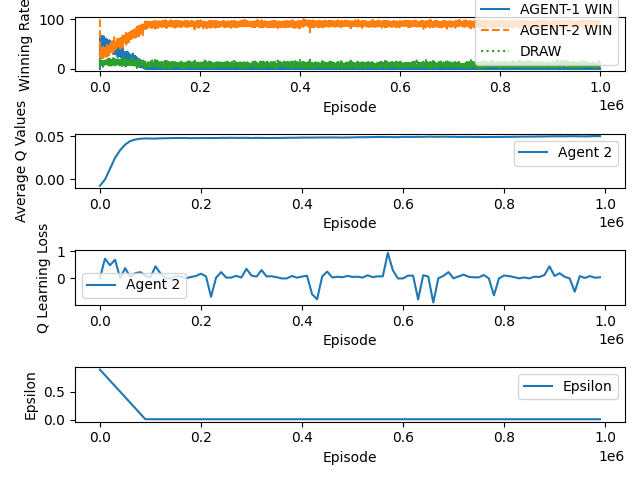 AGENT-1 WIN
AGENT-2 WIN
DRAW
Winning Rate
100
0
0.0 0.2 0.4 0.6 0.8 1.0
1e6
Episode
Average Q Values
0.05
0.00
Agent 2
0.0 0.2 0.4 0.6 0.8 1.0
1e6
Episode
Q Learning Loss
1
0
Agent 2
0.0 0.2 0.4 0.6 0.8 1.0
1e6
Episode
Epsilon
0.5
0.0
Epsilon
0.0 0.2 0.4 0.6 0.8 1.0
1e6
Episode